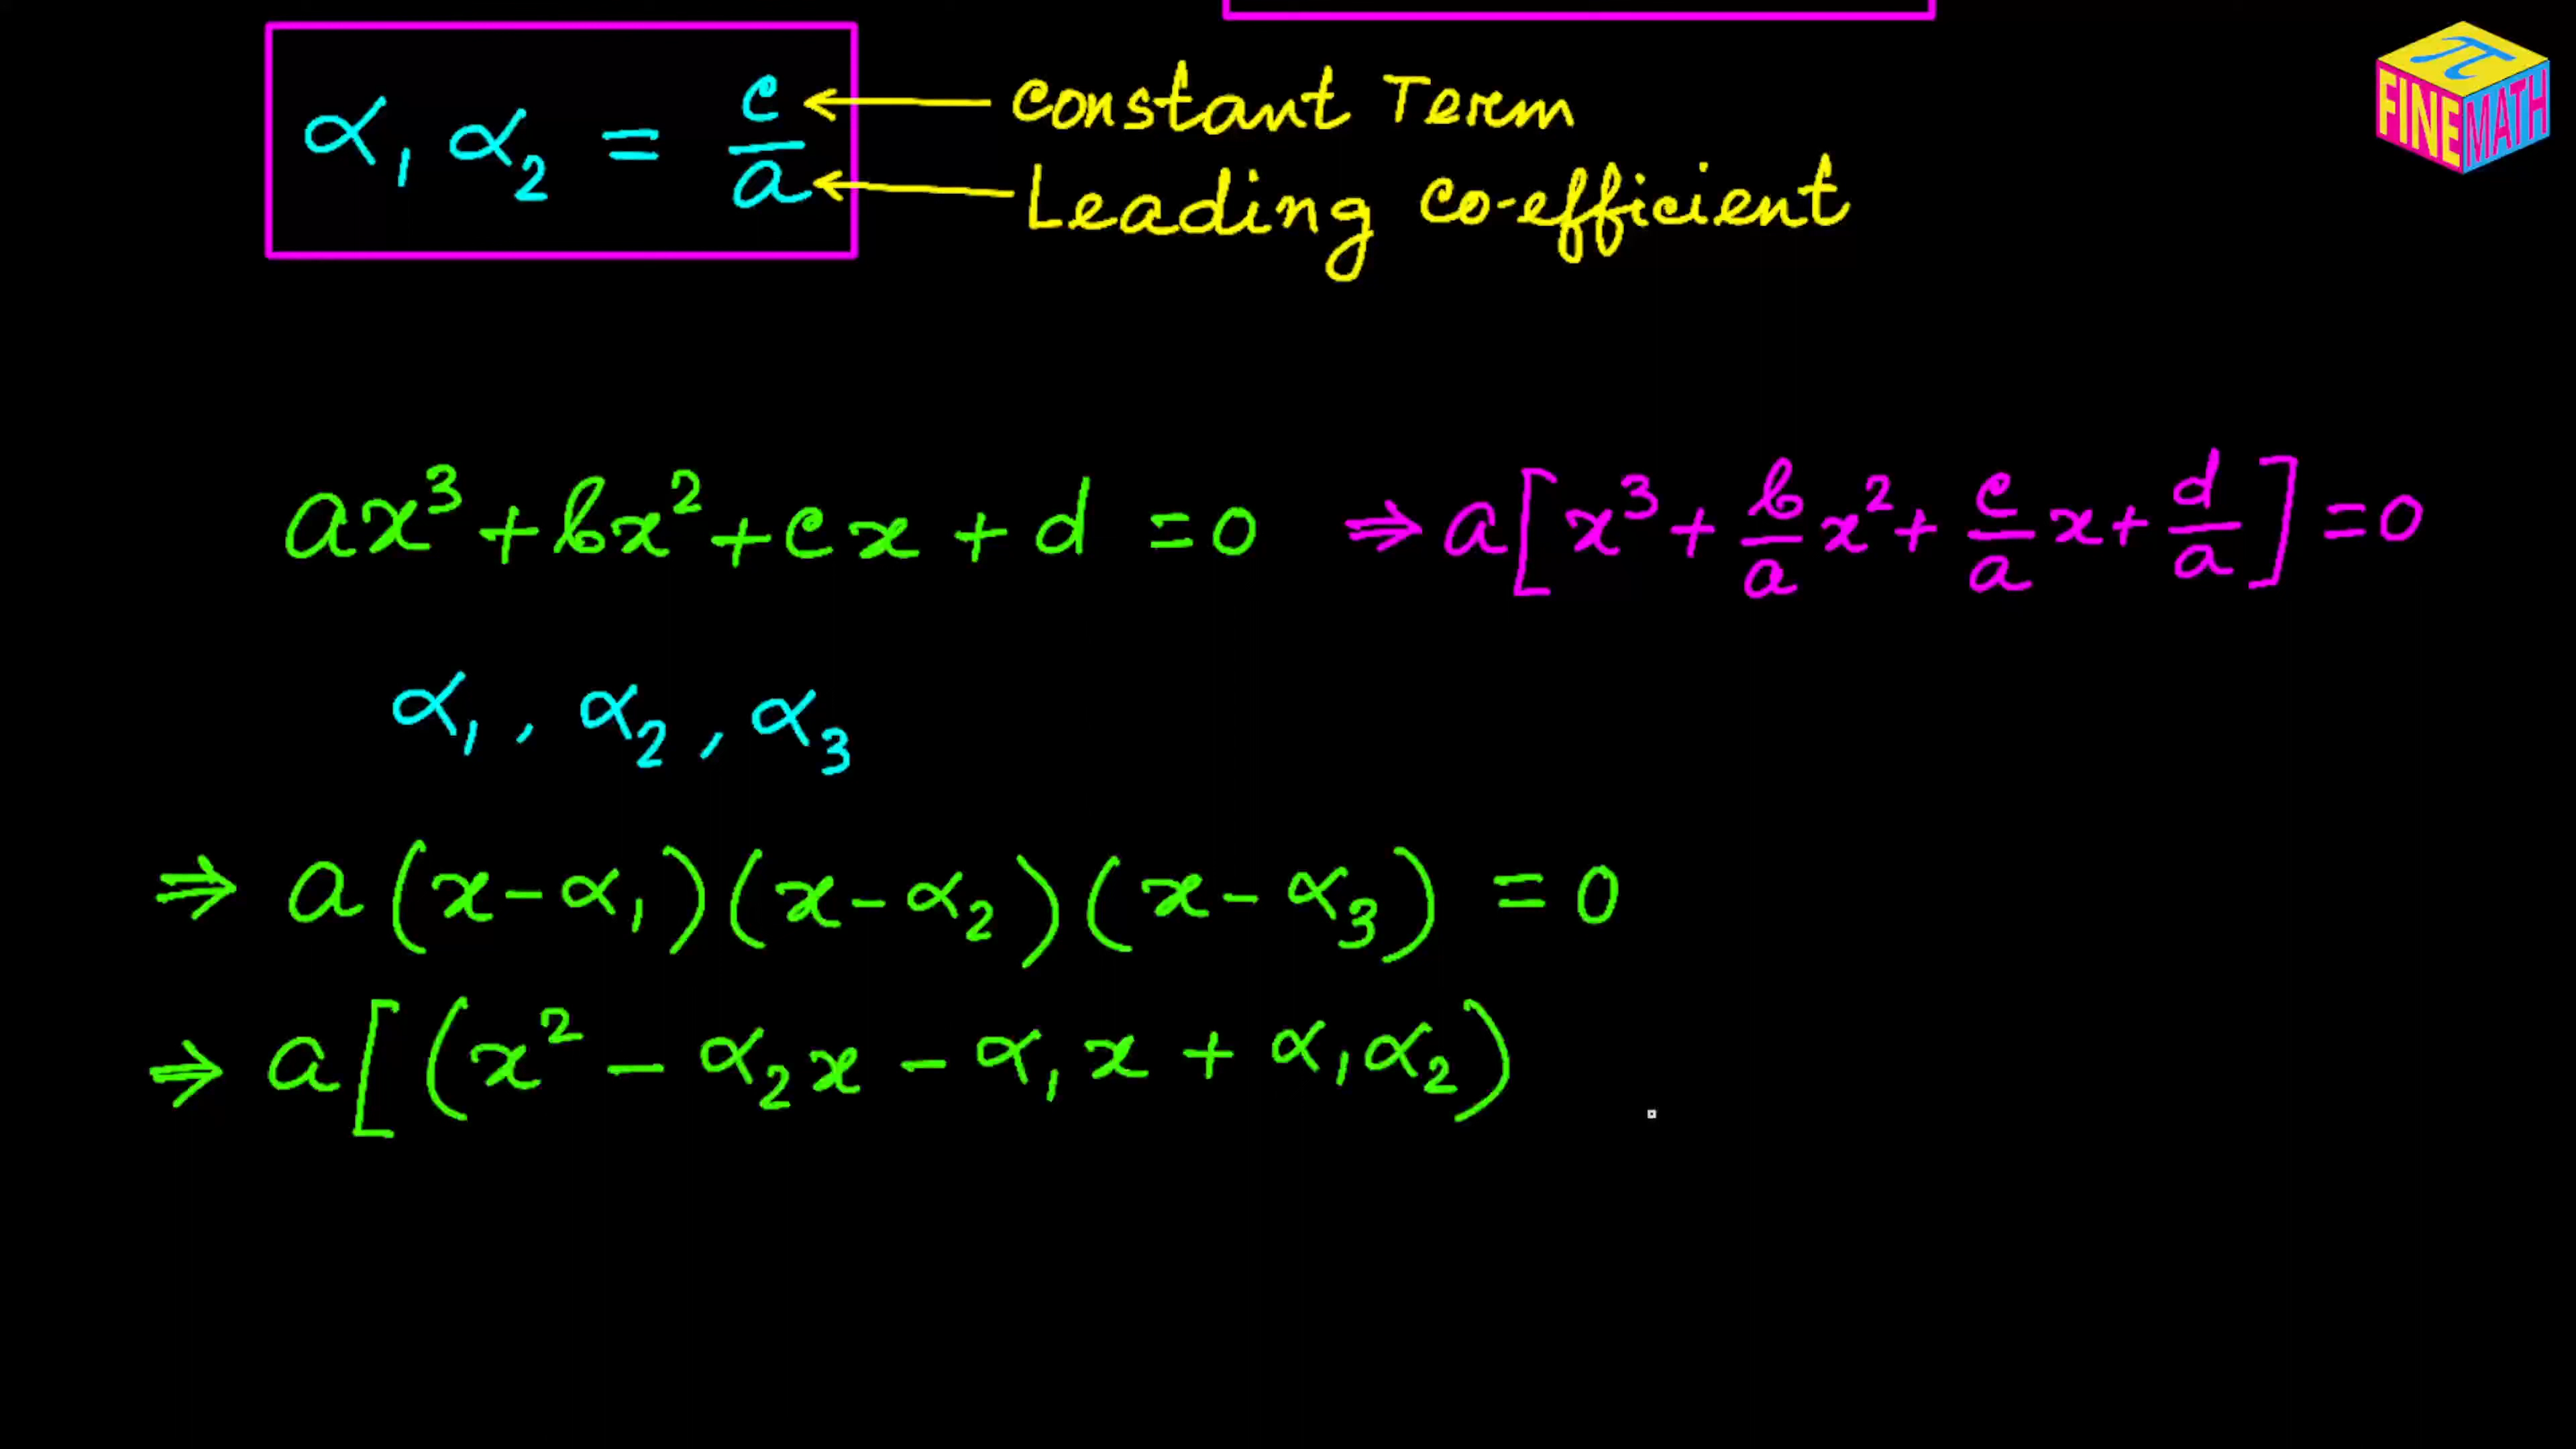 α₁ α₂ = c/a ← constant Term
← Leading co-efficient
π FINE MATH
ax³ + bx² + cx + d = 0 ⇒ a[x³ + b/a x² + c/a x + d/a] = 0
α₁, α₂, α₃
⇒ a(x-α₁)(x-α₂)(x-α₃) = 0
⇒ a[(x² - α₂x - α₁x + α₁α₂)